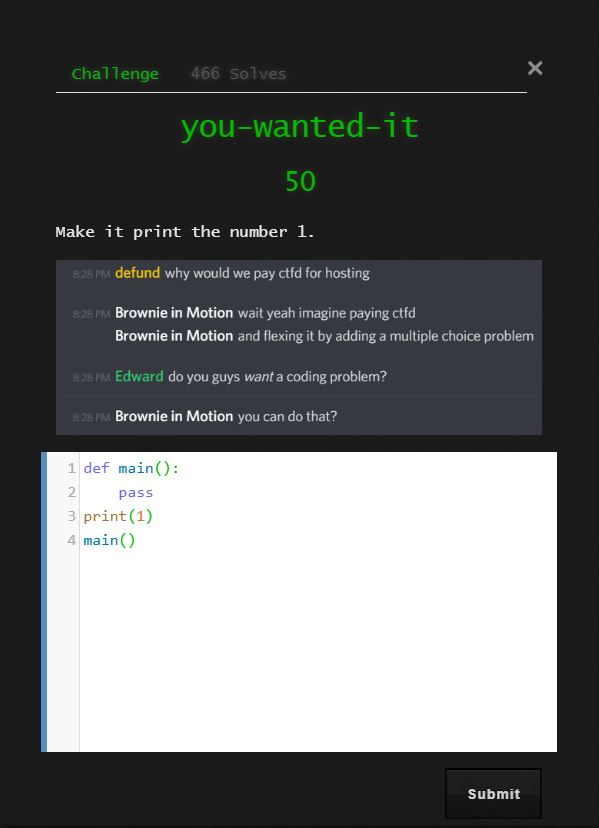 Challenge 466 Solves ×
you-wanted-it
50
Make it print the number 1.
8:28 PM defund why would we pay ctfd for hosting
8:28 PM Brownie in Motion wait yeah imagine paying ctfd
Brownie in Motion and flexing it by adding a multiple choice problem
8:28 PM Edward do you guys want a coding problem?
8:28 PM Brownie in Motion you can do that?
1 def main():
2     pass
3 print(1)
4 main()
Submit